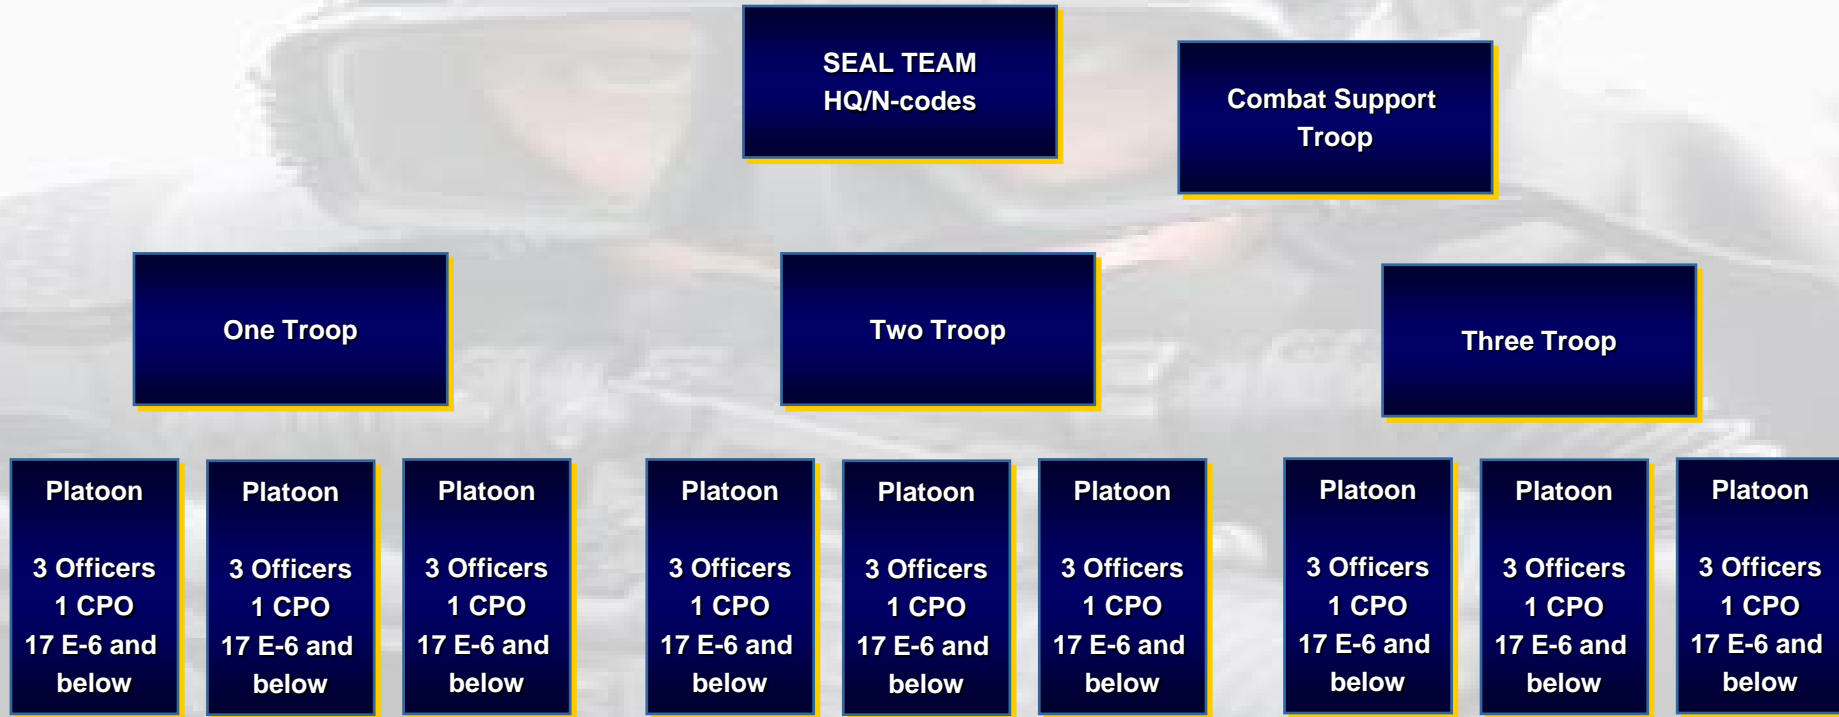 SEAL TEAM
HQ/N-codes
Combat Support
Troop
One Troop
Two Troop
Three Troop
Platoon
3 Officers
1 CPO
17 E-6 and
below
Platoon
3 Officers
1 CPO
17 E-6 and
below
Platoon
3 Officers
1 CPO
17 E-6 and
below
Platoon
3 Officers
1 CPO
17 E-6 and
below
Platoon
3 Officers
1 CPO
17 E-6 and
below
Platoon
3 Officers
1 CPO
17 E-6 and
below
Platoon
3 Officers
1 CPO
17 E-6 and
below
Platoon
3 Officers
1 CPO
17 E-6 and
below
Platoon
3 Officers
1 CPO
17 E-6 and
below